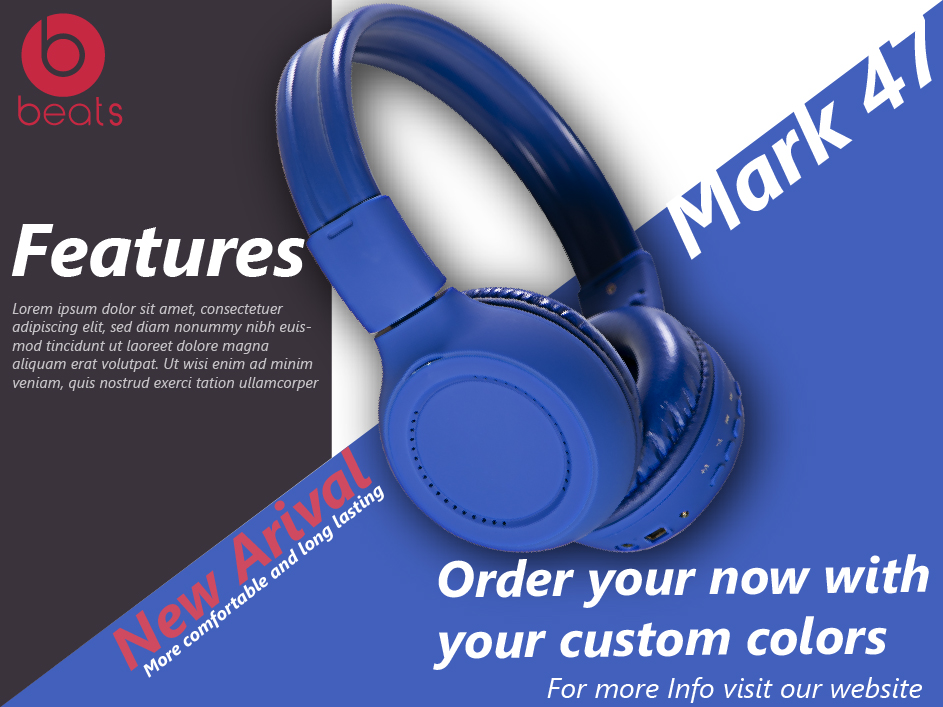 beats
Mark 47
Features
Lorem ipsum dolor sit amet, consectetuer
adipiscing elit, sed diam nonummy nibh euis-
mod tincidunt ut laoreet dolore magna
aliquam erat volutpat. Ut wisi enim ad minim
veniam, quis nostrud exerci tation ullamcorper
New Arival
More comfortable and long lasting
Order your now with
your custom colors
For more Info visit our website